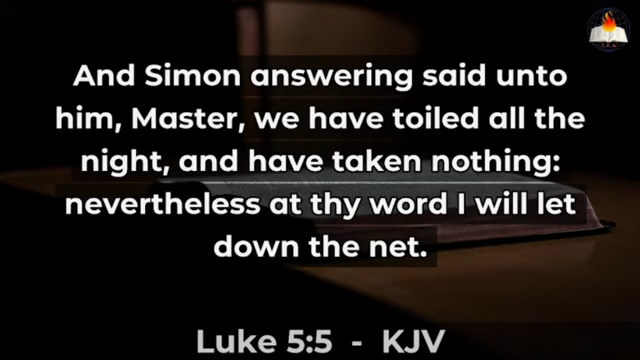 And Simon answering said unto
him, Master, we have toiled all the
night, and have taken nothing:
nevertheless at thy word I will let
down the net.
Luke 5:5 - KJV